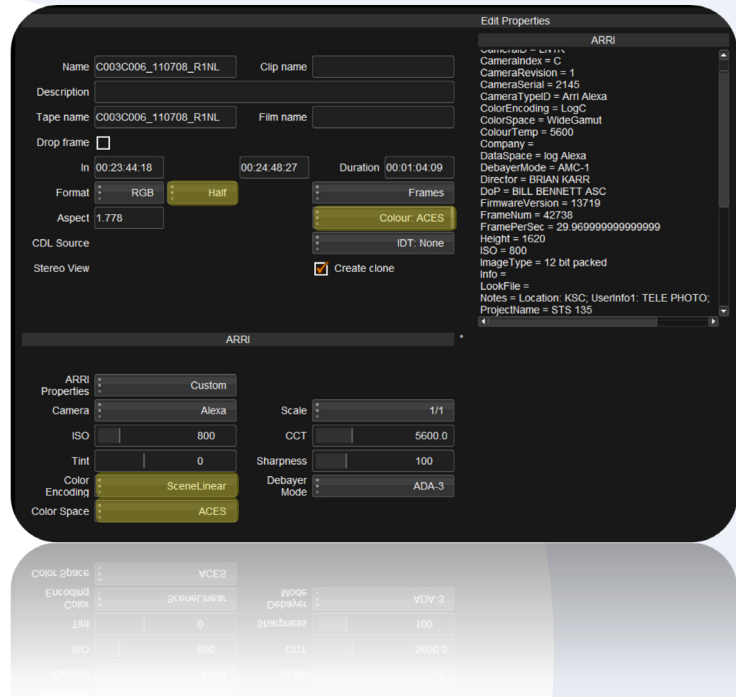 Edit Properties
ARRI
CameraIndex = C
CameraRevision = 1
CameraSerial = 2145
CameraTypeID = Arri Alexa
ColorEncoding = LogC
ColorSpace = WideGamut
ColourTemp = 5600
Company =
DataSpace = log Alexa
DebayerMode = AMC-1
Director = BRIAN KARR
DoP = BILL BENNETT ASC
FirmwareVersion = 13719
FrameNum = 42738
FramePerSec = 29.969999999999999
Height = 1620
ISO = 800
ImageType = 12 bit packed
Info =
LookFile =
Notes = Location: KSC; UserInfo1: TELE PHOTO;
ProjectName = STS 135
Name C003C006_110708_R1NL Clip name
Description
Tape name C003C006_110708_R1NL Film name
Drop frame
In 00:23:44:18 00:24:48:27 Duration 00:01:04:09
Format RGB Half Frames
Aspect 1.778 Colour: ACES
CDL Source IDT: None
Stereo View Create clone
ARRI *
ARRI
Properties Custom
Camera Alexa Scale 1/1
ISO 800 CCT 5600.0
Tint 0 Sharpness 100
Color
Encoding SceneLinear Debayer
Mode ADA-3
Color Space ACES